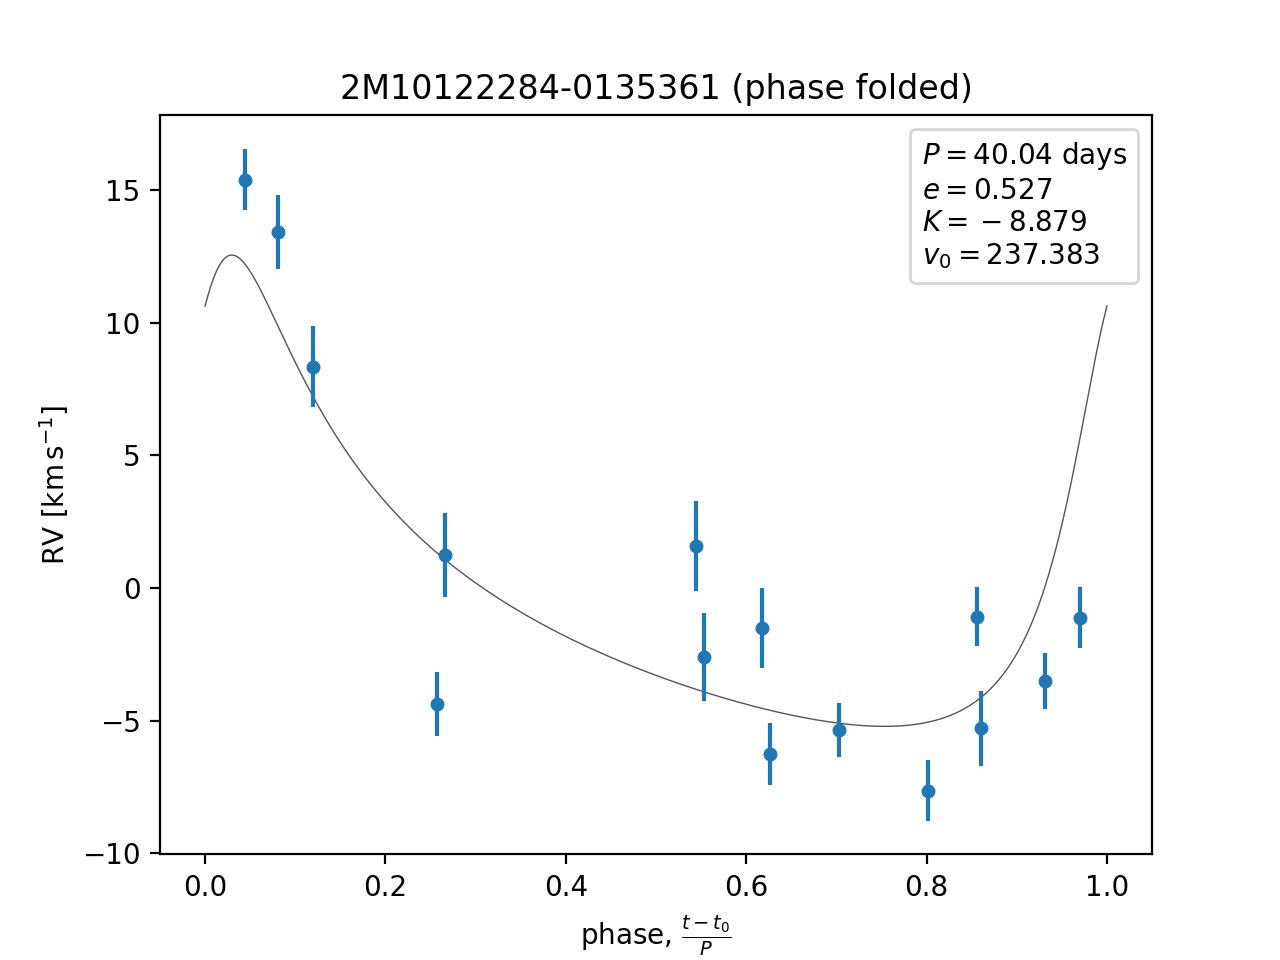 2M10122284-0135361 (phase folded)
P = 40.04 days
e = 0.527
K = −8.879
v₀ = 237.383
RV [km s⁻¹]
15
10
5
0
−5
−10
0.0 0.2 0.4 0.6 0.8 1.0
phase, (t − t₀)/P